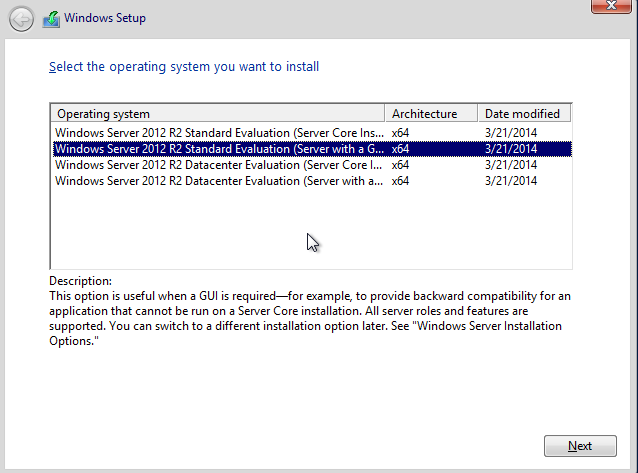 Windows Setup
Select the operating system you want to install
Operating system Architecture Date modified
Windows Server 2012 R2 Standard Evaluation (Server Core Ins... x64 3/21/2014
Windows Server 2012 R2 Standard Evaluation (Server with a G... x64 3/21/2014
Windows Server 2012 R2 Datacenter Evaluation (Server Core I... x64 3/21/2014
Windows Server 2012 R2 Datacenter Evaluation (Server with a... x64 3/21/2014
Description:
This option is useful when a GUI is required—for example, to provide backward compatibility for an
application that cannot be run on a Server Core installation. All server roles and features are
supported. You can switch to a different installation option later. See "Windows Server Installation
Options."
Next